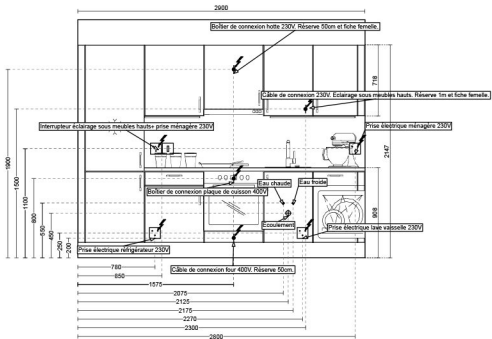 2900
Boîtier de connexion hotte 230V. Réserve 50cm et fiche femelle.
Câble de connexion 230V. Eclairage sous meubles hauts. Réserve 1m et fiche femelle.
718
Interrupteur éclairage sous meubles hauts+ prise ménagère 230V
Prise électrique ménagère 230V
2147
1900
1500
1100
800
550
450
250
200
Boîtier connexion plaque de cuisson 400V
Eau chaude
Eau froide
908
Ecoulement
Prise électrique lave vaisselle 230V
Prise électrique réfrigérateur 230V
Câble de connexion four 400V. Réserve 50cm.
780
850
1575
2075
2125
2175
2270
2300
2800